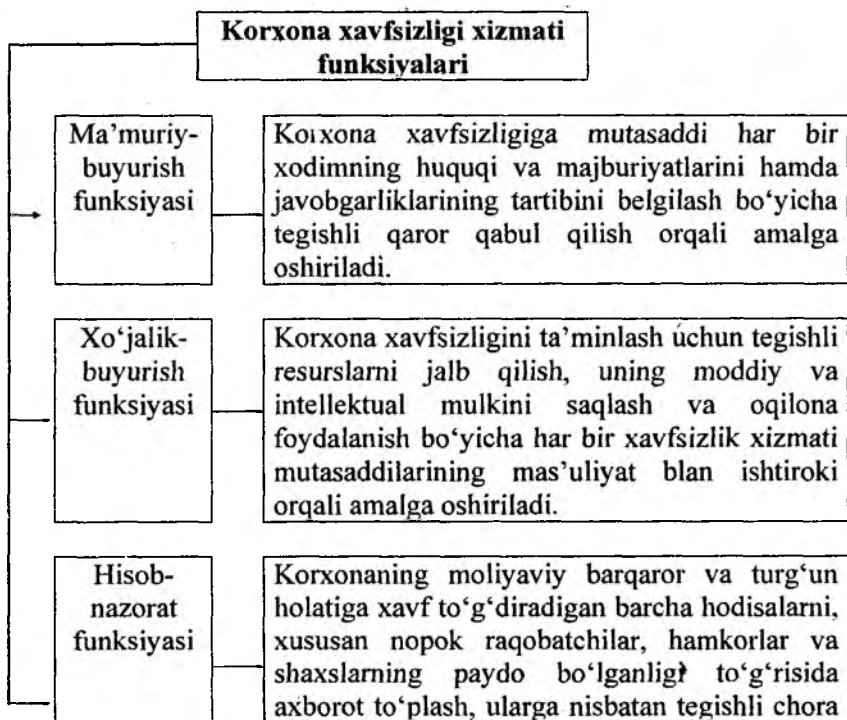 Korxona xavfsizligi xizmati
funksiyalari
Ma’muriy-
buyurish
funksiyasi
Korxona xavfsizligiga mutasaddi har bir
xodimning huquqi va majburiyatlarini hamda
javobgarliklarining tartibini belgilash bo‘yicha
tegishli qaror qabul qilish orqali amalga
oshiriladi.
Xo‘jalik-
buyurish
funksiyasi
Korxona xavfsizligini ta’minlash uchun tegishli
resurslarni jalb qilish, uning moddiy va
intellektual mulkini saqlash va oqilona
foydalanish bo‘yicha har bir xavfsizlik xizmati
mutasaddilarining mas’uliyat blan ishtiroki
orqali amalga oshiriladi.
Hisob-
nazorat
funksiyasi
Korxonaning moliyaviy barqaror va turg‘un
holatiga xavf to‘g‘diradigan barcha hodisalarni,
xususan nopok raqobatchilar, hamkorlar va
shaxslarning paydo bo‘lganligi to‘g‘risida
axborot to‘plash, ularga nisbatan tegishli chora